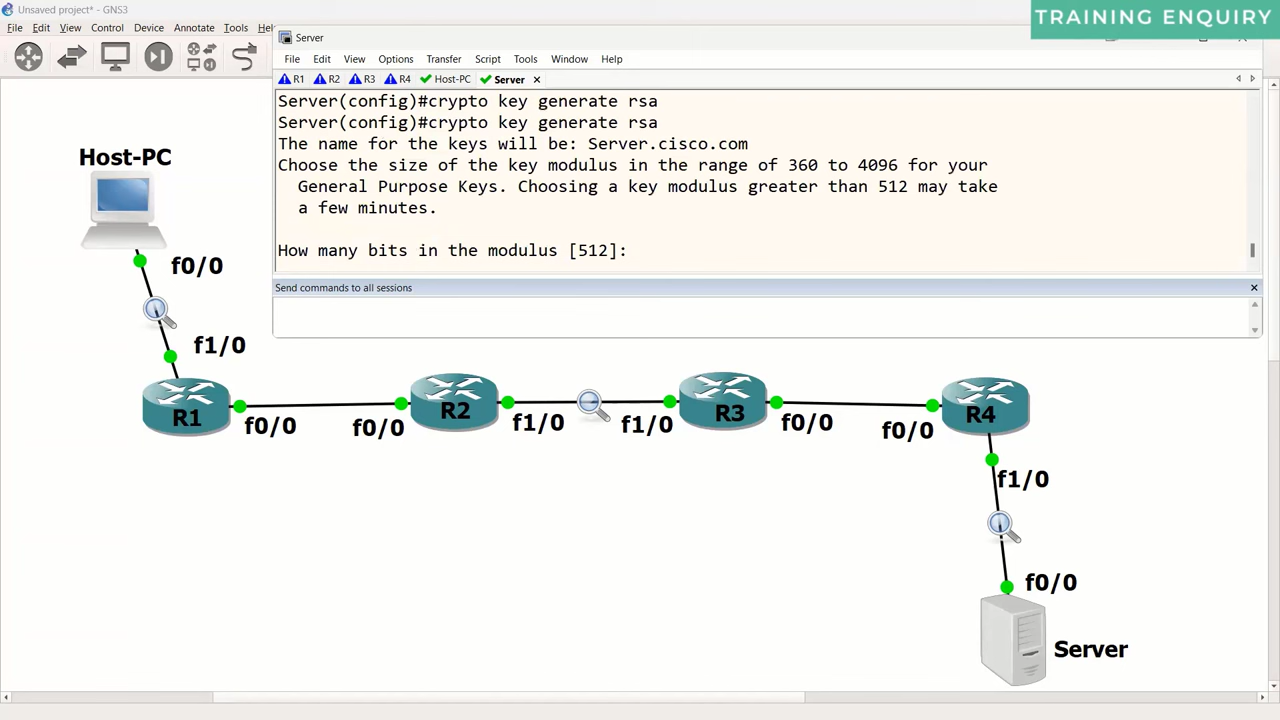 Unsaved project* - GNS3
TRAINING ENQUIRY
File Edit View Control Device Annotate Tools Hel
Server
File Edit View Options Transfer Script Tools Window Help
R1 R2 R3 R4 Host-PC Server
Server(config)#crypto key generate rsa
Server(config)#crypto key generate rsa
The name for the keys will be: Server.cisco.com
Choose the size of the key modulus in the range of 360 to 4096 for your
General Purpose Keys. Choosing a key modulus greater than 512 may take
a few minutes.
How many bits in the modulus [512]:
Send commands to all sessions
Host-PC
f0/0
f1/0
R1
f0/0
f0/0
R2
f1/0
f1/0
R3
f0/0
f0/0
R4
f1/0
f0/0
Server